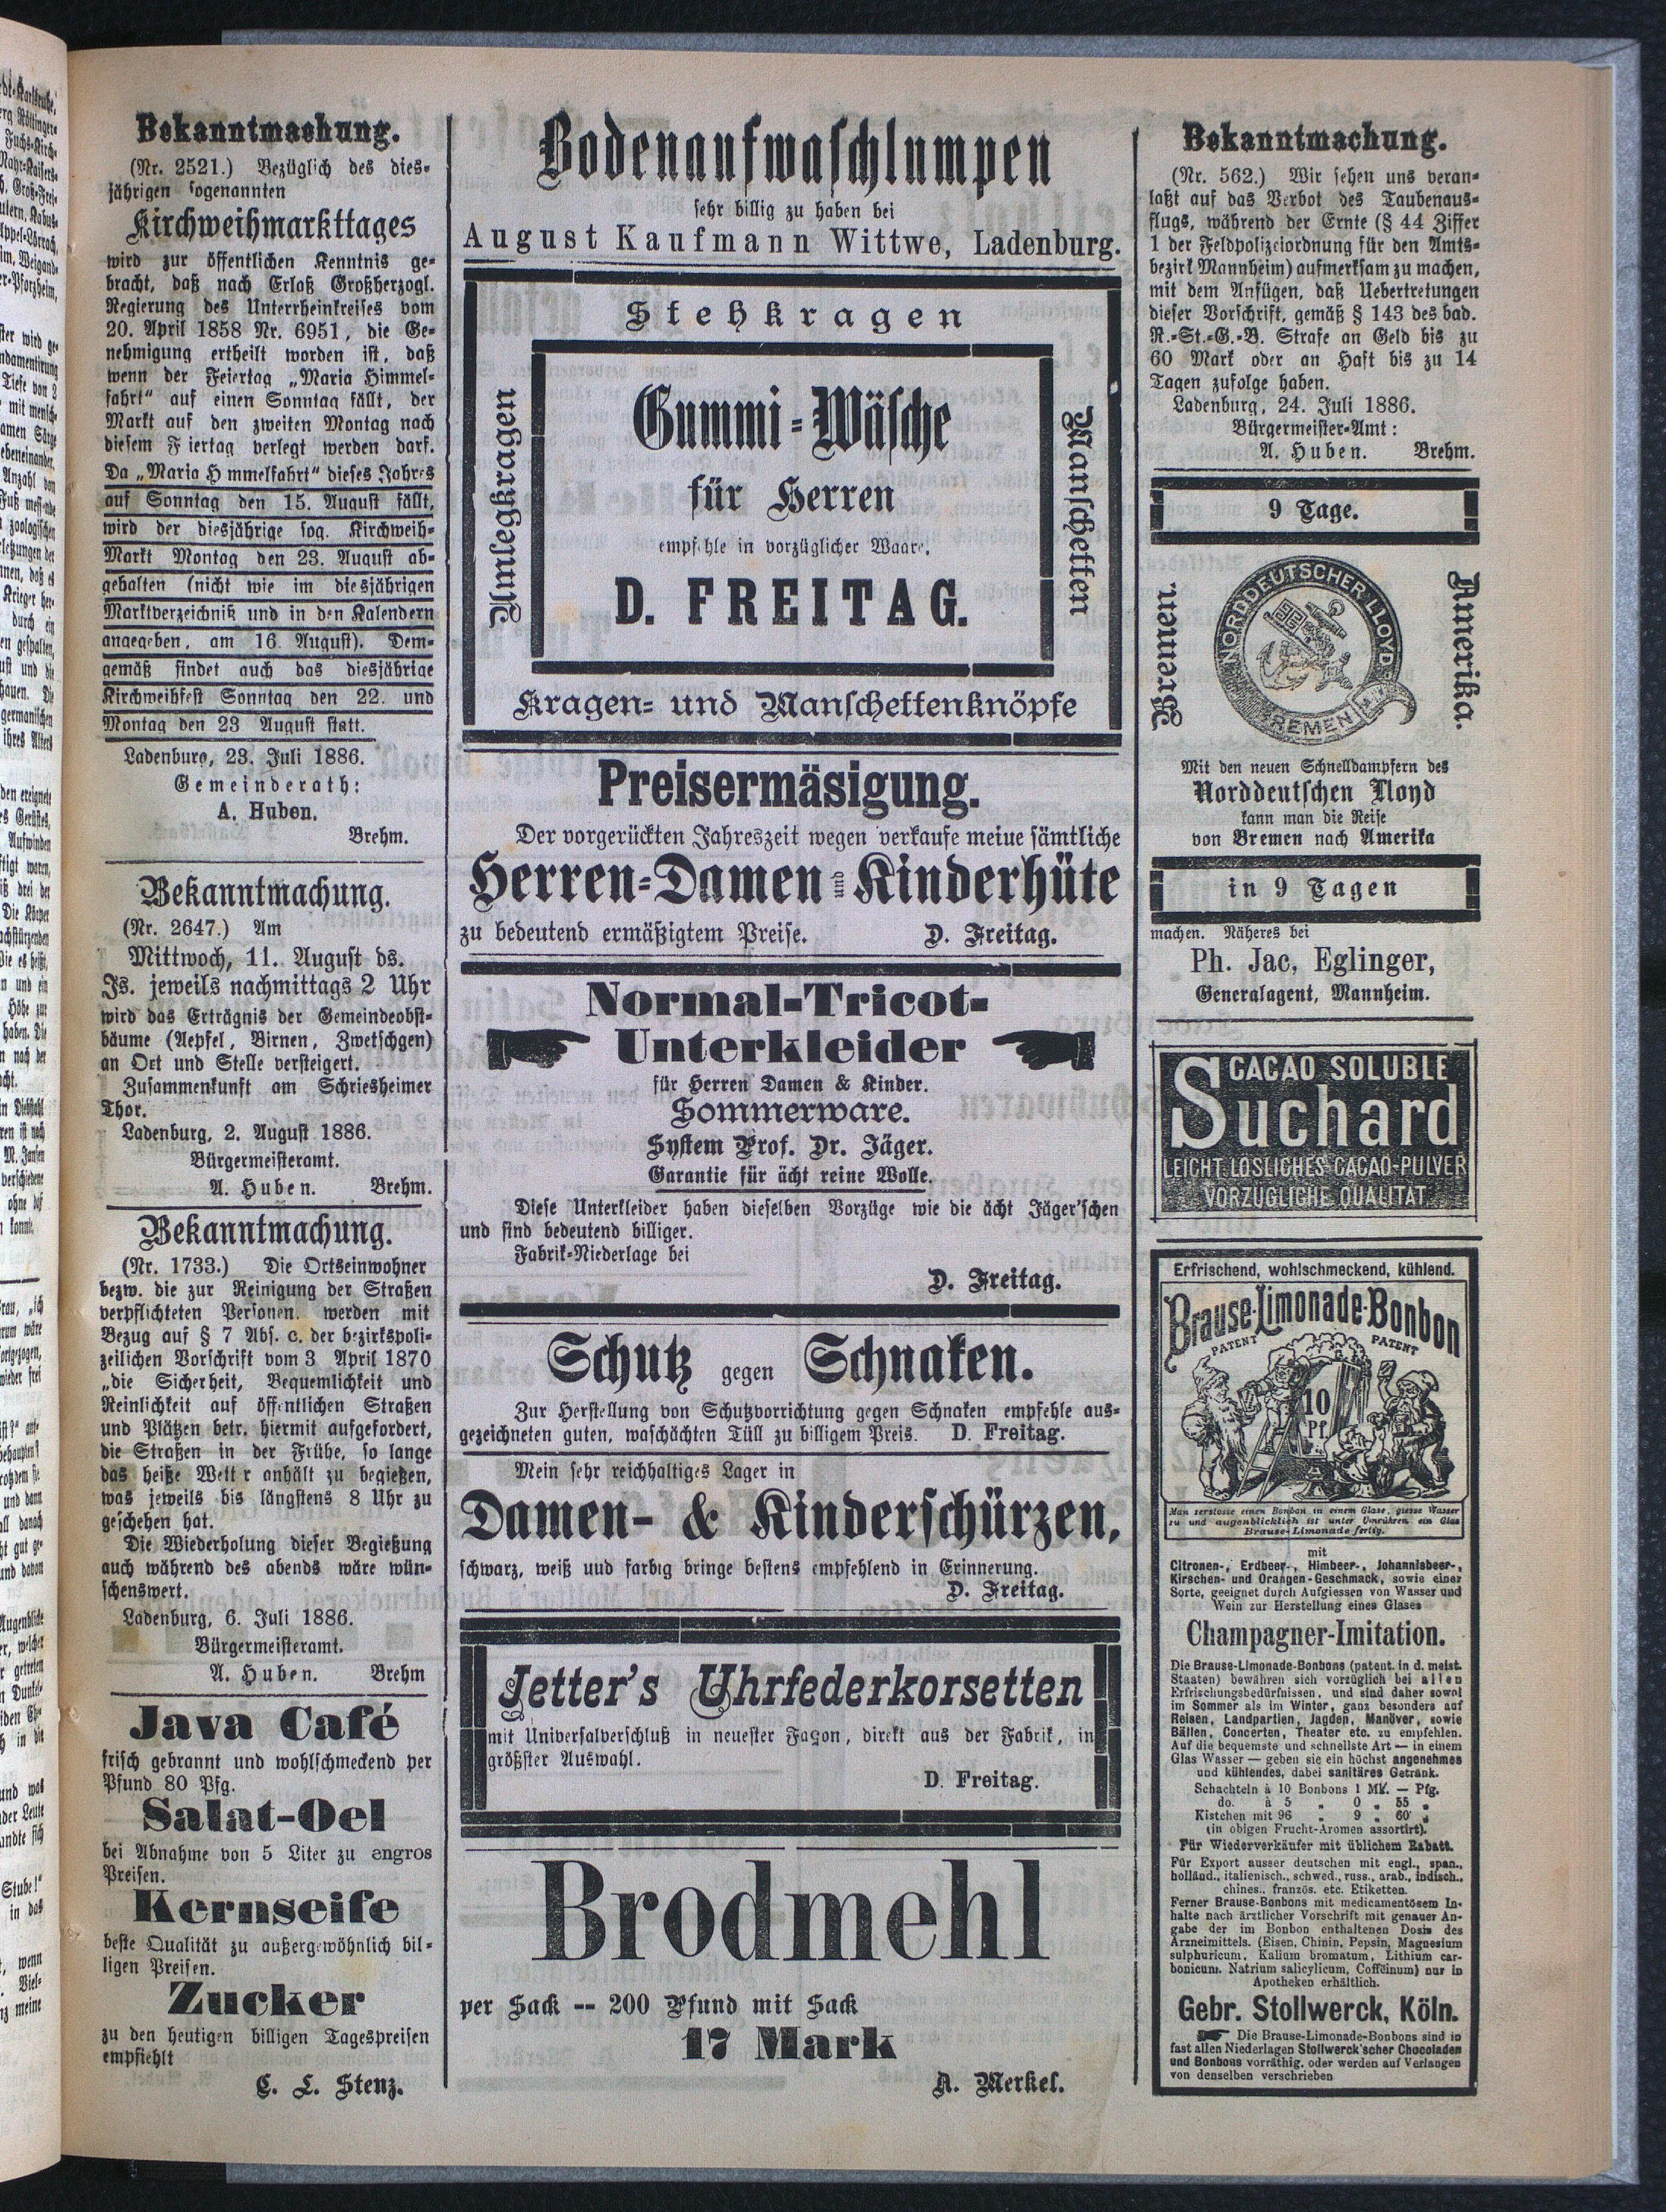 Bekanntmachung.
(Nr. 2521.) Bezüglich des dies-
jährigen sogenannten
Kirchweihmarkttages
wird zur öffentlichen Kenntnis ge-
bracht, daß nach Erlaß Großherzogl.
Regierung des Unterrheinkreises vom
20. April 1858 Nr. 6951, die Ge-
nehmigung ertheilt worden ist, daß
wenn der Feiertag „Maria Himmel-
fahrt“ auf einen Sonntag fällt, der
Markt auf den zweiten Montag nach
diesem F iertag verlegt werden darf.
Da „Maria H mmelfahrt“ dieses Jahres
auf Sonntag den 15. August fällt,
wird der diesjährige sog. Kirchweih-
Markt Montag den 23. August ab-
gehalten (nicht wie im diesjährigen
Marktverzeichniß und in den Kalendern
angegeben, am 16. August). Dem-
gemäß findet auch das diesjährige
Kirchweihfest Sonntag den 22. und
Montag den 23 August statt.
Ladenburg, 23. Juli 1886.
Gemeinderath:
A. Huben.
Brehm.
Bekanntmachung.
(Nr. 2647.) Am
Mittwoch, 11. August ds.
Js. jeweils nachmittags 2 Uhr
wird das Erträgnis der Gemeindeobst-
bäume (Aepfel, Birnen, Zwetschgen)
an Ort und Stelle versteigert.
Zusammenkunft am Schriesheimer
Thor.
Ladenburg, 2. August 1886.
Bürgermeisteramt.
A. Huben. Brehm.
Bekanntmachung.
(Nr. 1733.) Die Ortseinwohner
bezw. die zur Reinigung der Straßen
verpflichteten Personen. werden mit
Bezug auf § 7 Abs. c. der bezirkspoli-
zeilichen Vorschrift vom 3 April 1870
„die Sicherheit, Bequemlichkeit und
Reinlichkeit auf öffentlichen Straßen
und Plätzen betr. hiermit aufgefordert,
die Straßen in der Frühe, so lange
das heiße Wett r anhält zu begießen,
was jeweils bis längstens 8 Uhr zu
geschehen hat.
Die Wiederholung dieser Begießung
auch während des abends wäre wün-
schenswert.
Ladenburg, 6. Juli 1886.
Bürgermeisteramt.
A. Huben. Brehm
Java Café
frisch gebrannt und wohlschmeckend per
Pfund 80 Pfg.
Salat-Oel
bei Abnahme von 5 Liter zu engros
Preisen.
Kernseife
beste Qualität zu außergewöhnlich bil-
ligen Preisen.
Zucker
zu den heutigen billigen Tagespreisen
empfiehlt
C. L. Stenz.
Bodenaufwaschlumpen
sehr billig zu haben bei
August Kaufmann Wittwe, Ladenburg.
Stehkragen
Umlegkragen
Gummi-Wäsche
für Herren
empfehle in vorzüglicher Waare.
D. FREITAG.
Manschetten
Kragen- und Manschettenknöpfe
Preisermäsigung.
Der vorgerückten Jahreszeit wegen verkaufe meine sämtliche
Herren-Damen und Kinderhüte
zu bedeutend ermäßigtem Preise. D. Freitag.
Normal-Tricot-
Unterkleider
für Herren Damen & Kinder.
Sommerware.
System Prof. Dr. Jäger.
Garantie für ächt reine Wolle.
Diese Unterkleider haben dieselben Vorzüge wie die ächt Jäger'schen
und sind bedeutend billiger.
Fabrik-Niederlage bei
D. Freitag.
Schutz gegen Schnaken.
Zur Herstellung von Schutzvorrichtung gegen Schnaken empfehle aus-
gezeichneten guten, waschächten Tüll zu billigem Preis. D. Freitag.
Mein sehr reichhaltiges Lager in
Damen- & Kinderschürzen,
schwarz, weiß und farbig bringe bestens empfehlend in Erinnerung.
D. Freitag.
Jetter's Uhrfederkorsetten
mit Universalverschluß in neuester Façon, direkt aus der Fabrik, in
größster Auswahl.
D. Freitag.
Brodmehl
per Sack -- 200 Pfund mit Sack
17 Mark
A. Merkel.
Bekanntmachung.
(Nr. 562.) Wir sehen uns veran-
laßt auf das Verbot des Taubenaus-
flugs, während der Ernte (§ 44 Ziffer
1 der Feldpolizeiordnung für den Amts-
bezirk Mannheim) aufmerksam zu machen,
mit dem Anfügen, daß Uebertretungen
dieser Vorschrift, gemäß § 143 des bad.
R.-St.-G.-B. Strafe an Geld bis zu
60 Mark oder an Haft bis zu 14
Tagen zufolge haben.
Ladenburg, 24. Juli 1886.
Bürgermeister-Amt:
A. Huben. Brehm.
9 Tage.
Bremen.
NORDDEUTSCHER LLOYD
BREMEN
Amerika.
Mit den neuen Schnelldampfern des
Norddeutschen Lloyd
kann man die Reise
von Bremen nach Amerika
in 9 Tagen
machen. Näheres bei
Ph. Jac, Eglinger,
Generalagent, Mannheim.
CACAO SOLUBLE
Suchard
LEICHT LÖSLICHES CACAO-PULVER
VORZÜGLICHE QUALITÄT
Erfrischend, wohlschmeckend, kühlend.
Brause-Limonade-Bonbon
PATENT PATENT
10
Pf.
Man zerstosse einen Bonbon in einem Glase, giesse Wasser
zu und augenblicklich ist unter Umrühren ein Glas
Brause-Limonade fertig.
mit
Citronen-, Erdbeer-, Himbeer-, Johannisbeer-,
Kirschen- und Orangen-Geschmack, sowie einer
Sorte, geeignet durch Aufgiessen von Wasser und
Wein zur Herstellung eines Glases
Champagner-Imitation.
Die Brause-Limonade-Bonbons (patent. in d. meist.
Staaten) bewähren sich vorzüglich bei allen
Erfrischungsbedürfnissen, und sind daher sowol
im Sommer als im Winter, ganz besonders auf
Reisen, Landpartien, Jagden, Manöver, sowie
Bällen, Concerten, Theater etc. zu empfehlen.
Auf die bequemste und schnellste Art — in einem
Glas Wasser — geben sie ein höchst angenehmes
und kühlendes, dabei sanitäres Getränk.
Schachteln à 10 Bonbons 1 Mk. — Pfg.
do. à 5 „ 0 „ 55 „
Kistchen mit 96 „ 9 „ 60 „
(in obigen Frucht-Aromen assortirt).
Für Wiederverkäufer mit üblichem Rabatt.
Für Export ausser deutschen mit engl., span.,
holländ., italienisch., schwed., russ., arab., indisch.,
chines., französ. etc. Etiketten.
Ferner Brause-Bonbons mit medicamentösem In-
halte nach ärztlicher Vorschrift mit genauer An-
gabe der im Bonbon enthaltenen Dosis des
Arzneimittels. (Eisen, Chinin, Pepsin, Magnesium
sulphuricum, Kalium bromatum, Lithium car-
bonicum. Natrium salicylicum, Coffëinum) nur in
Apotheken erhältlich.
Gebr. Stollwerck, Köln.
Die Brause-Limonade-Bonbons sind in
fast allen Niederlagen Stollwerck'scher Chocoladen
und Bonbons vorräthig. oder werden auf Verlangen
von denselben verschrieben